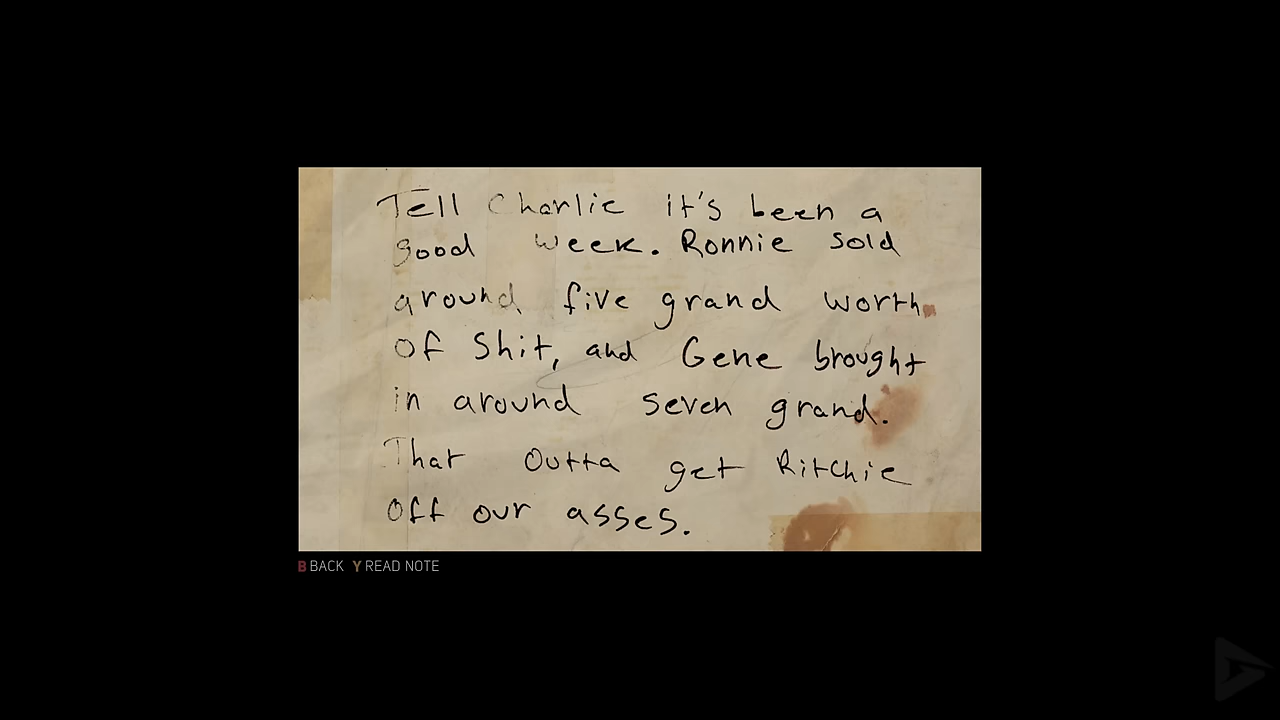 Tell Charlie it's been a
good week. Ronnie sold
around five grand worth
of Shit, and Gene brought
in around seven grand.
That Outta get Ritchie
Off our asses.
B BACK Y READ NOTE